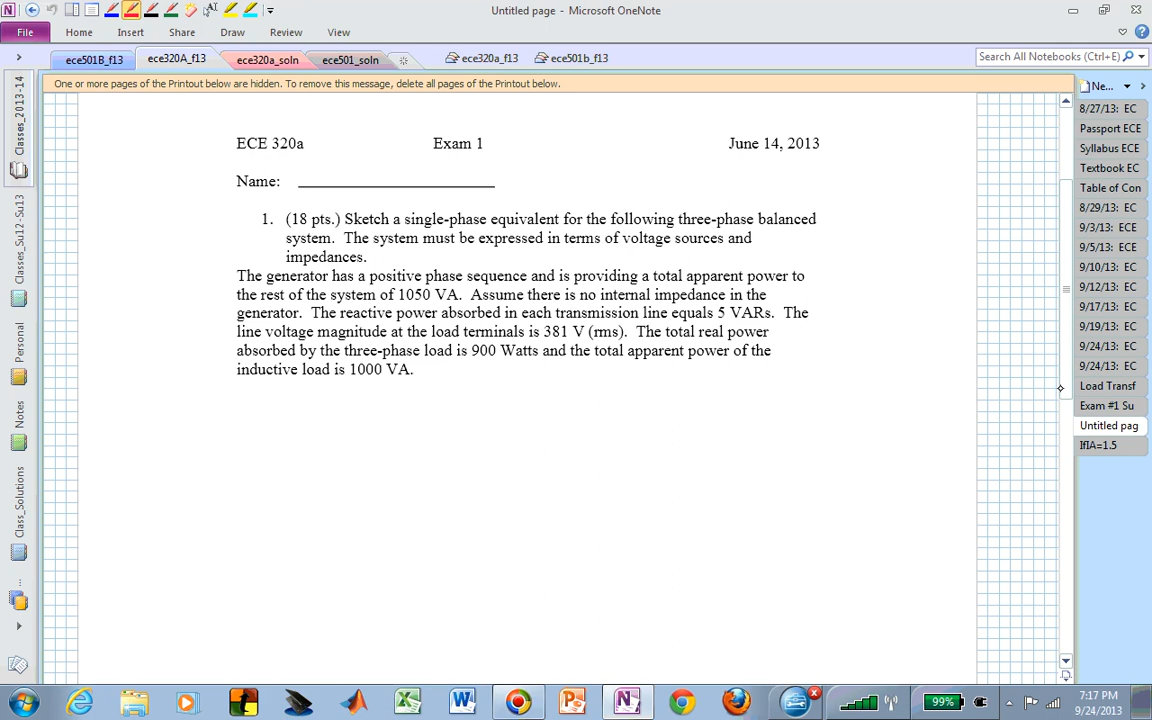 Untitled page - Microsoft OneNote
File Home Insert Share Draw Review View
ece501B_f13 ece320A_f13 ece320a_soln ece501_soln ece320a_f13 ece501b_f13 Search All Notebooks (Ctrl+E)
One or more pages of the Printout below are hidden. To remove this message, delete all pages of the Printout below.
Ne...
Classes_2013-14
Classes_Su12-Su13
Personal
Notes
Class_Solutions
ECE 320a Exam 1 June 14, 2013
Name: ____________________
1. (18 pts.) Sketch a single-phase equivalent for the following three-phase balanced
system. The system must be expressed in terms of voltage sources and
impedances.
The generator has a positive phase sequence and is providing a total apparent power to
the rest of the system of 1050 VA. Assume there is no internal impedance in the
generator. The reactive power absorbed in each transmission line equals 5 VARs. The
line voltage magnitude at the load terminals is 381 V (rms). The total real power
absorbed by the three-phase load is 900 Watts and the total apparent power of the
inductive load is 1000 VA.
8/27/13: EC
Passport ECE
Syllabus ECE
Textbook EC
Table of Con
8/29/13: EC
9/3/13: ECE
9/5/13: ECE
9/10/13: EC
9/12/13: EC
9/17/13: EC
9/19/13: EC
9/24/13: EC
9/24/13: EC
Load Transf
Exam #1 Su
Untitled pag
IfIA=1.5
99%
7:17 PM
9/24/2013